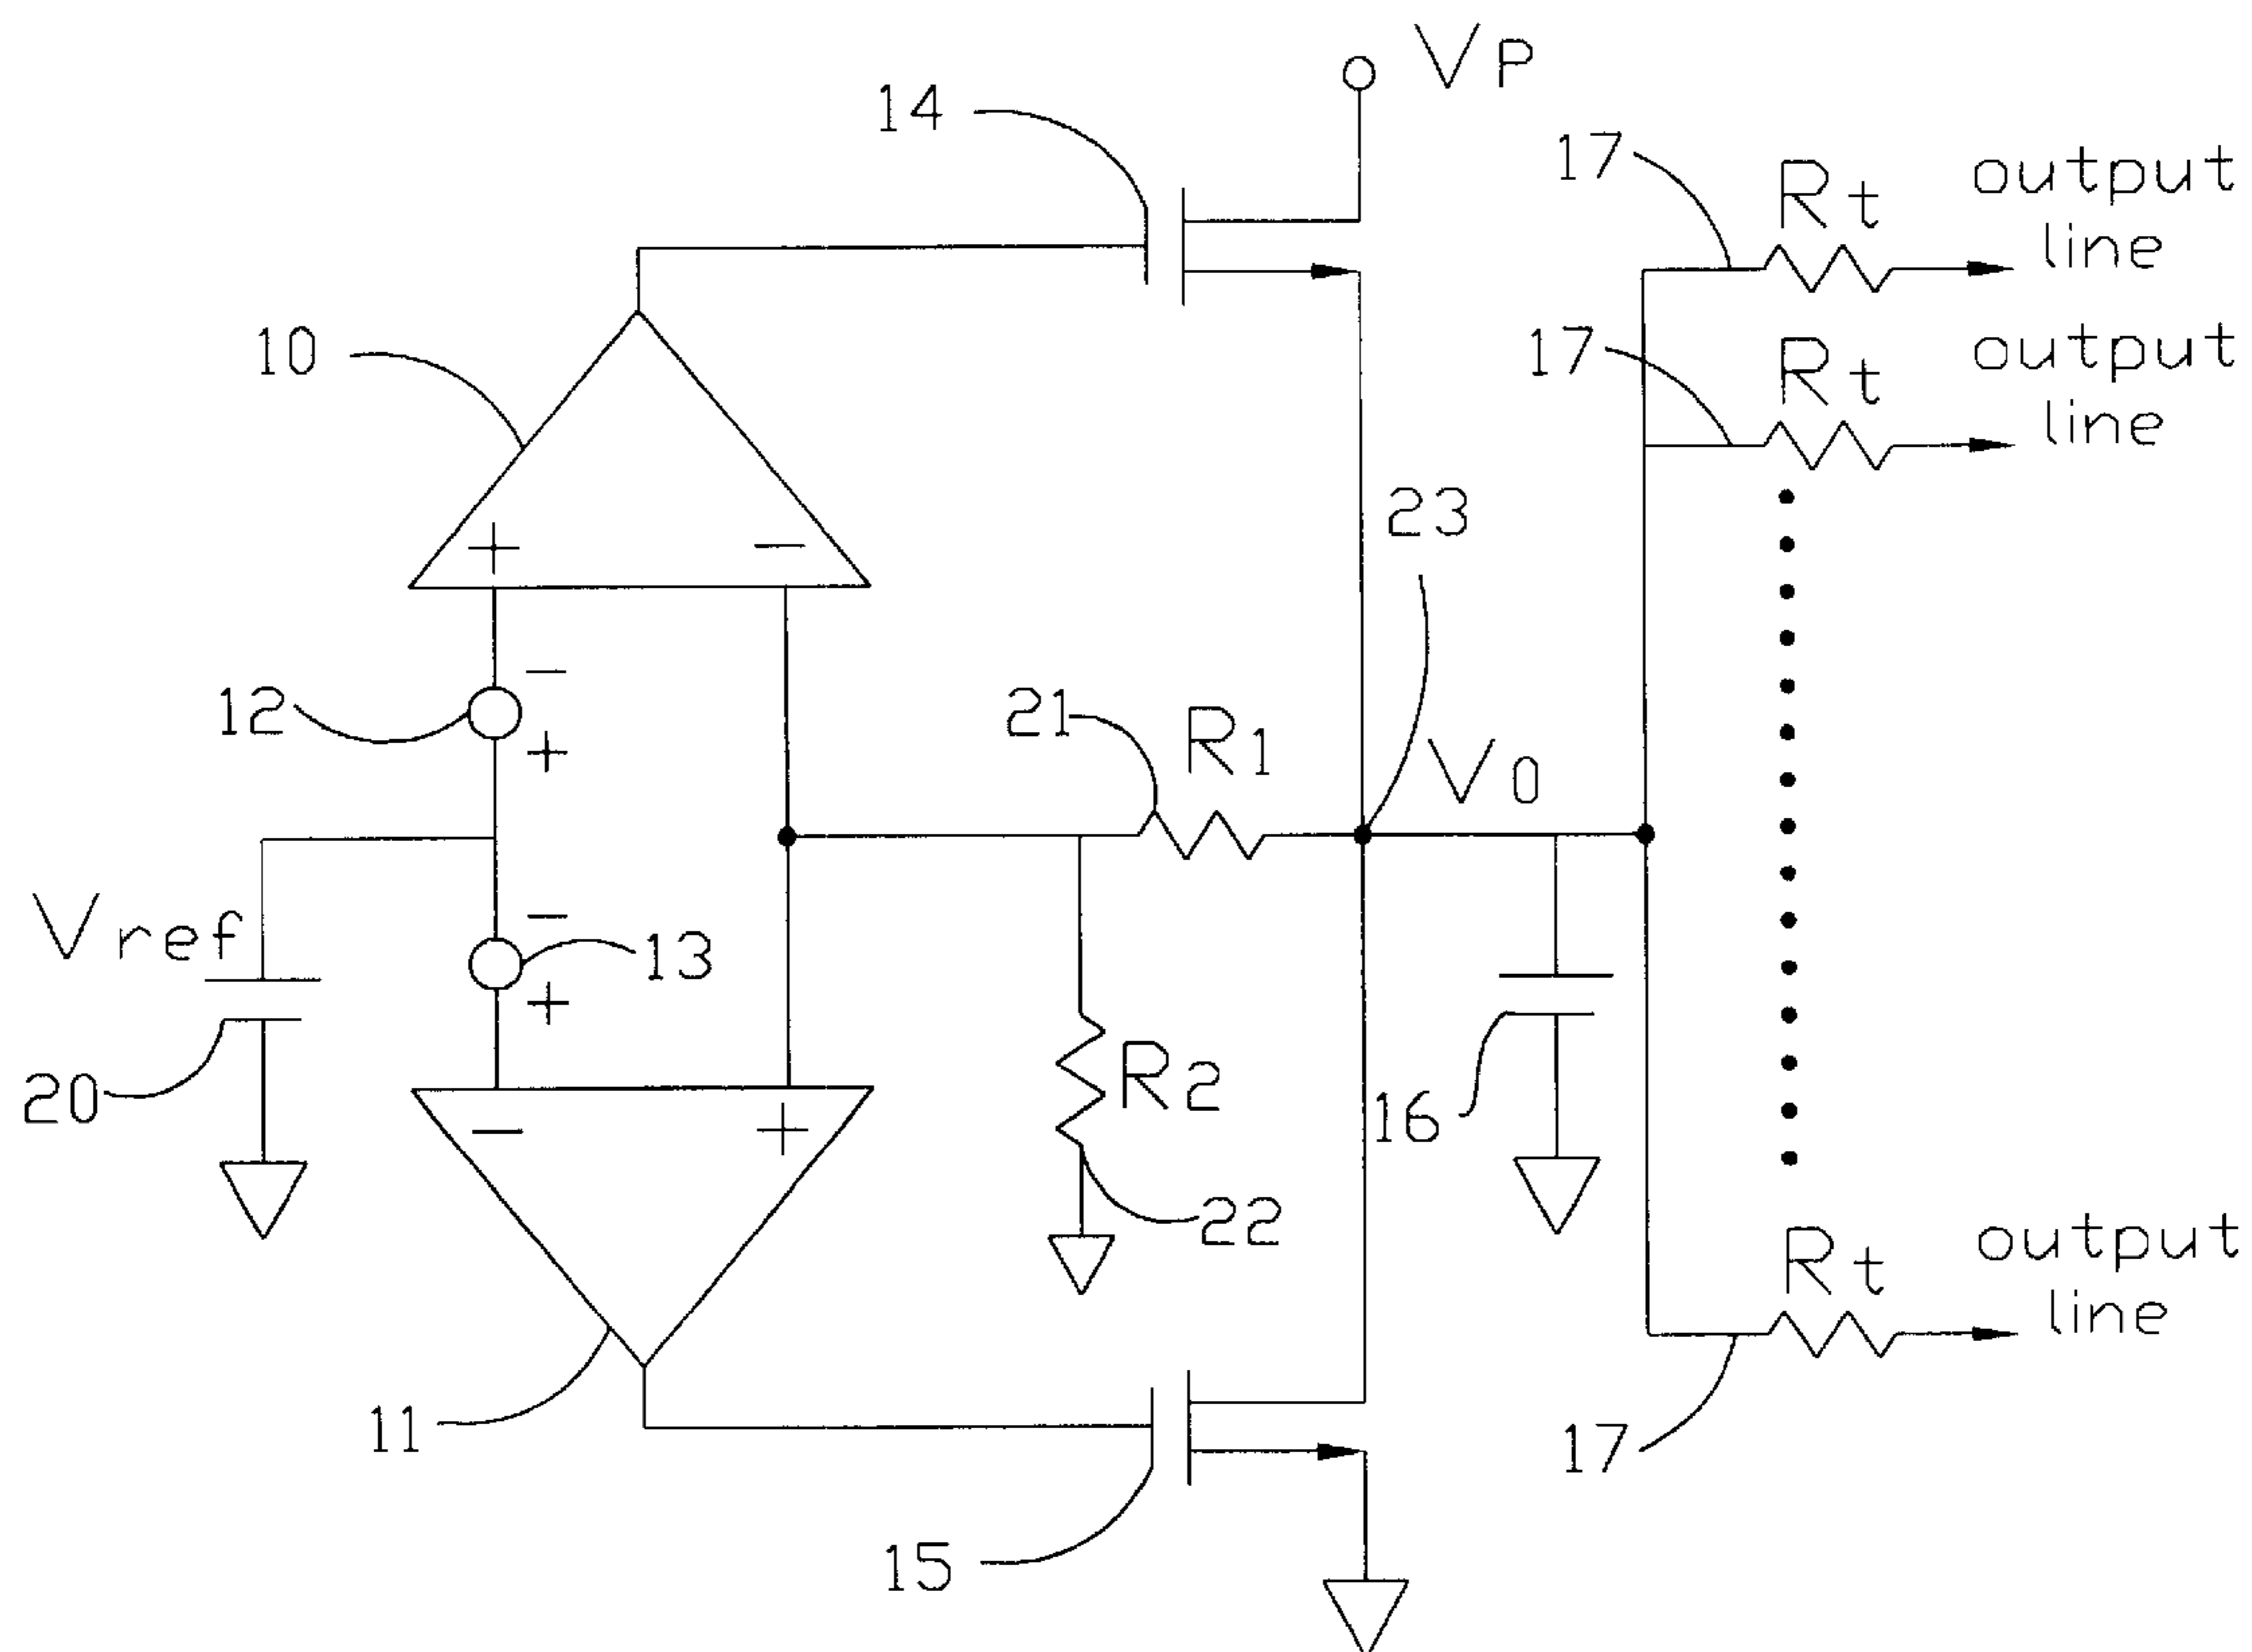 VP
14
17
Rt
output
line
10
17
Rt
output
line
+
−
23
12
−
+
21
R1
V0
Vref
−
13
+
20
R2
16
−
+
22
Rt
output
line
11
17
15